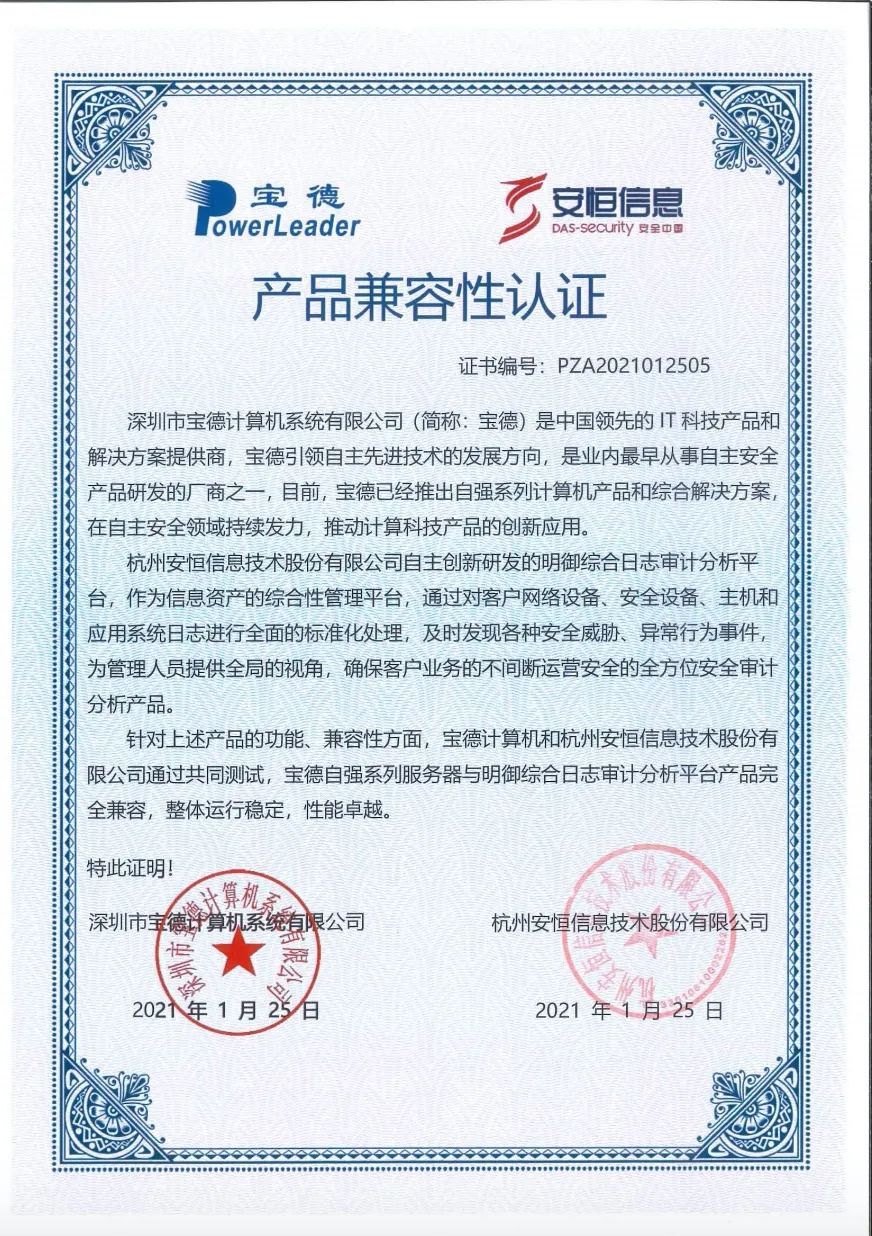 宝德
PowerLeader
安恒信息
DAS-security 安全中国
产品兼容性认证
证书编号：PZA2021012505
深圳市宝德计算机系统有限公司（简称：宝德）是中国领先的 IT 科技产品和
解决方案提供商，宝德引领自主先进技术的发展方向，是业内最早从事自主安全
产品研发的厂商之一，目前，宝德已经推出自强系列计算机产品和综合解决方案，
在自主安全领域持续发力，推动计算科技产品的创新应用。
杭州安恒信息技术股份有限公司自主创新研发的明御综合日志审计分析平
台，作为信息资产的综合性管理平台，通过对客户网络设备、安全设备、主机和
应用系统日志进行全面的标准化处理，及时发现各种安全威胁、异常行为事件，
为管理人员提供全局的视角，确保客户业务的不间断运营安全的全方位安全审计
分析产品。
针对上述产品的功能、兼容性方面，宝德计算机和杭州安恒信息技术股份有
限公司通过共同测试，宝德自强系列服务器与明御综合日志审计分析平台产品完
全兼容，整体运行稳定，性能卓越。
特此证明！
深圳市宝德计算机系统有限公司
杭州安恒信息技术股份有限公司
深圳市宝德计算机系统有限公司
杭州安恒信息技术股份有限公司
2021 年 1 月 25 日
2021 年 1 月 25 日